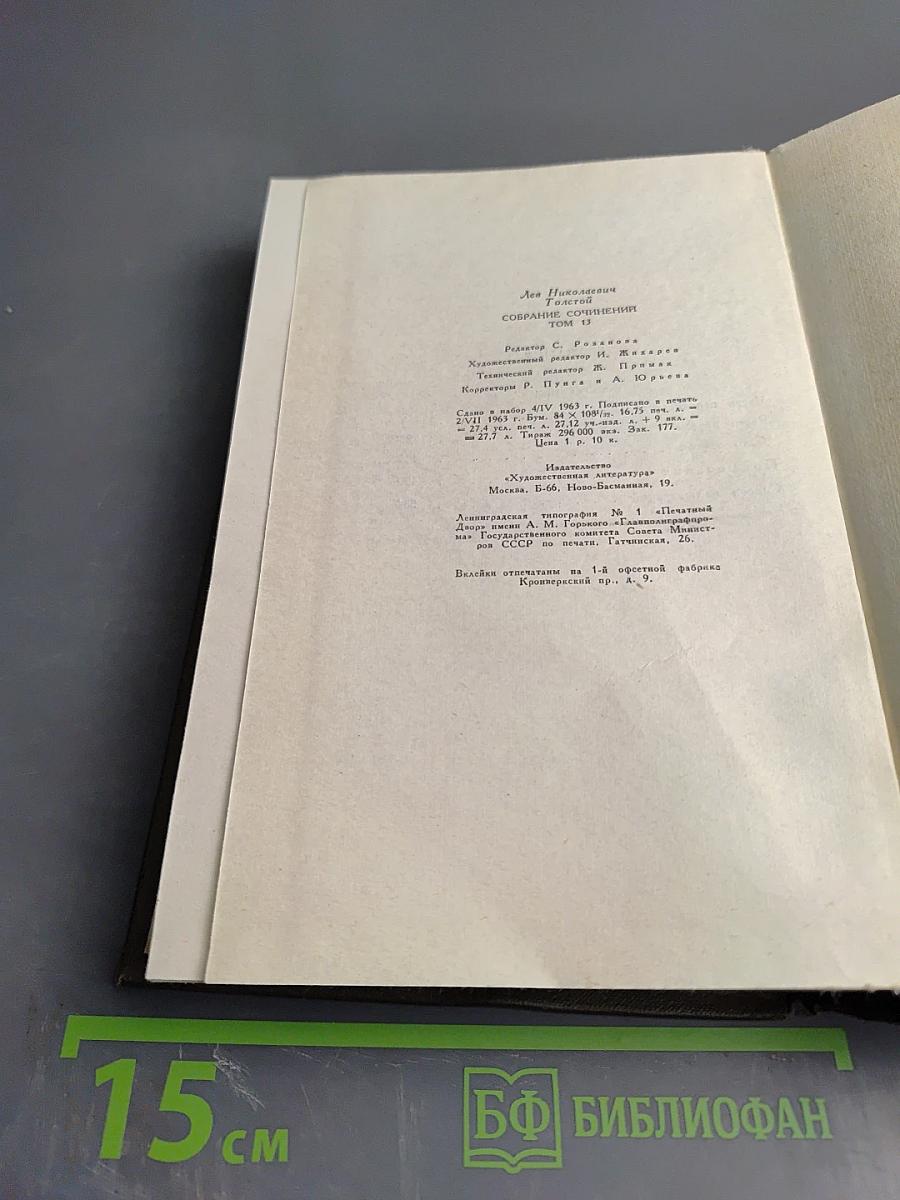 Лев Николаевич
Толстой
СОБРАНИЕ СОЧИНЕНИЙ
ТОМ 13
Редактор С. Розанова
Художественный редактор И. Жихарев
Технический редактор Ж. Примак
Корректоры Р. Пунга и А. Юрьева
Сдано в набор 4/IV 1963 г. Подписано в печать
2/VII 1963 г. Бум. 84 × 108¹/₃₂. 16,75 печ. л. =
= 27,4 усл. печ. л. 27,12 уч.-изд. л. + 9 вкл. =
= 27,7 л. Тираж 296 000 экз. Зак. 177.
Цена 1 р. 10 к.
Издательство
«Художественная литература»
Москва, Б-66, Ново-Басманная, 19.
Ленинградская типография № 1 «Печатный
Двор» имени А. М. Горького «Главполиграфпро-
ма» Государственного комитета Совета Минист-
ров СССР по печати, Гатчинская, 26.
Вклейки отпечатаны на 1-й офсетной фабрике
Кронверкский пр., д. 9.
15 см
БФ БИБЛИОФАН